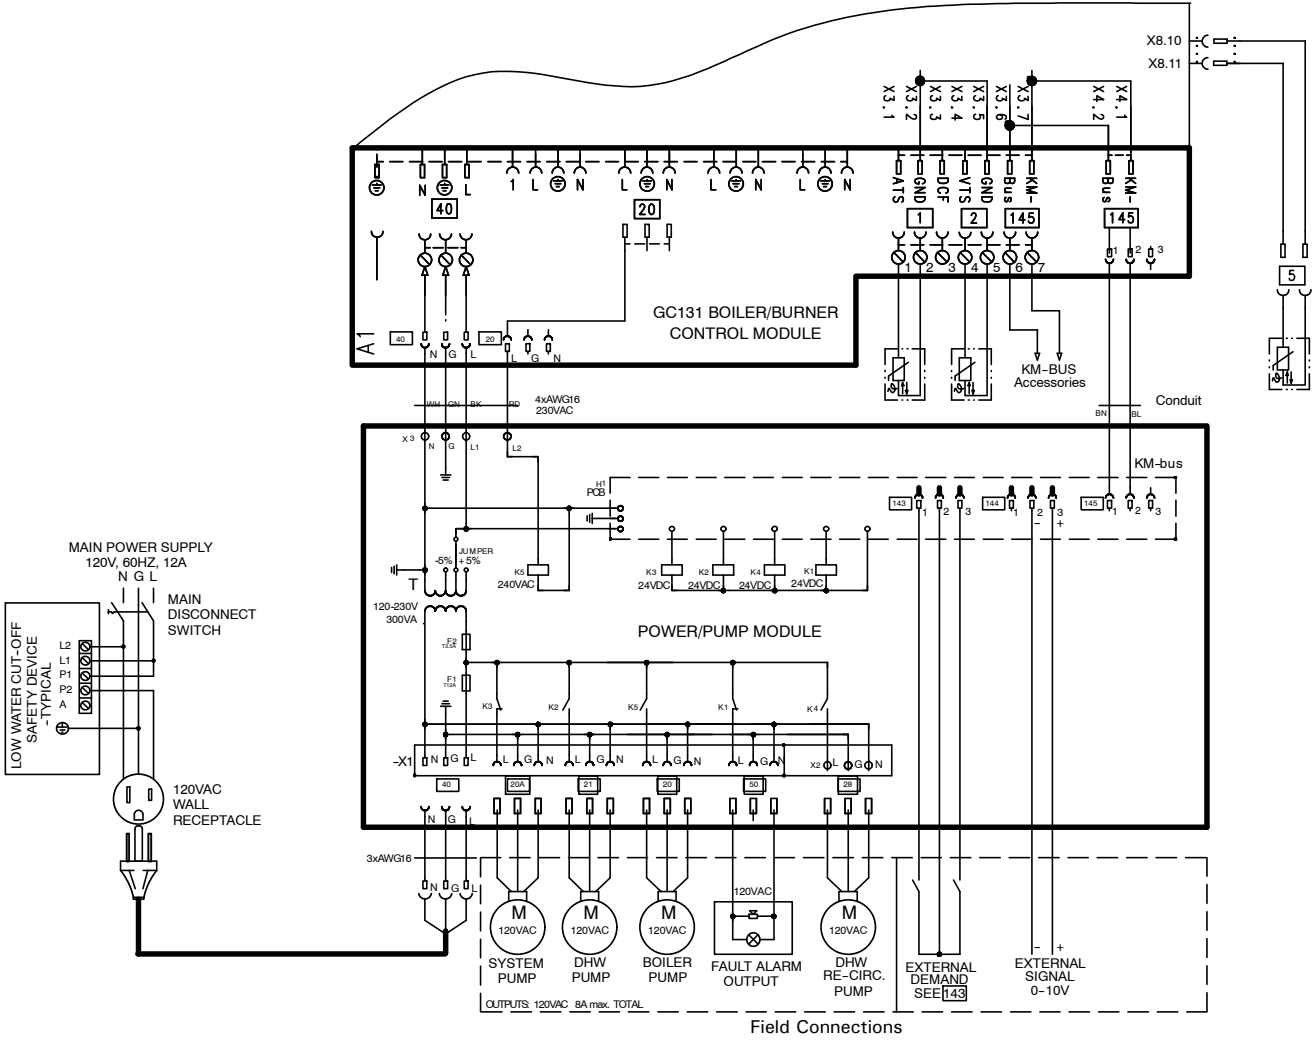 X8.10
X8.11
X3.1
X3.2
X3.3
X3.4
X3.5
X3.6
X3.7
X4.2
X4.1
N L
1 L N
L N
L N
L N
ATS
GND
DCF
VTS
GND
Bus
KM-
Bus
KM-
40
20
1
2
145
145
1 2 3 4 5 6 7
1 2 3
5
GC131 BOILER/BURNER
CONTROL MODULE
A1
40
20
N G L
L G N
KM-BUS
Accessories
WH GN BK RD
4xAWG16
230VAC
Conduit
BN BL
X3 N G L1 L2
KM-bus
H1
PCB
143
1 2 3
144
1 2 3
- +
145
1 2 3
JUMPER
-5% +5%
T
120-230V
300VA
K5
240VAC
K3
24VDC
K2
24VDC
K4
24VDC
K1
24VDC
POWER/PUMP MODULE
F2
T3.5A
F1
T12A
K3
K2
K5
K1
K4
-X1 N G L
L G N
L G N
L G N
L G N
X2 L G N
40
20A
21
20
50
28
N G L
MAIN POWER SUPPLY
120V, 60HZ, 12A
N G L
MAIN
DISCONNECT
SWITCH
LOW WATER CUT-OFF
SAFETY DEVICE
-TYPICAL
L2
L1
P1
P2
A
120VAC
WALL
RECEPTACLE
3xAWG16
N G L
M
120VAC
SYSTEM
PUMP
M
120VAC
DHW
PUMP
M
120VAC
BOILER
PUMP
120VAC
FAULT ALARM
OUTPUT
M
120VAC
DHW
RE-CIRC.
PUMP
EXTERNAL
DEMAND
SEE 143
- +
EXTERNAL
SIGNAL
0-10V
OUTPUTS: 120VAC 8A max. TOTAL
Field Connections